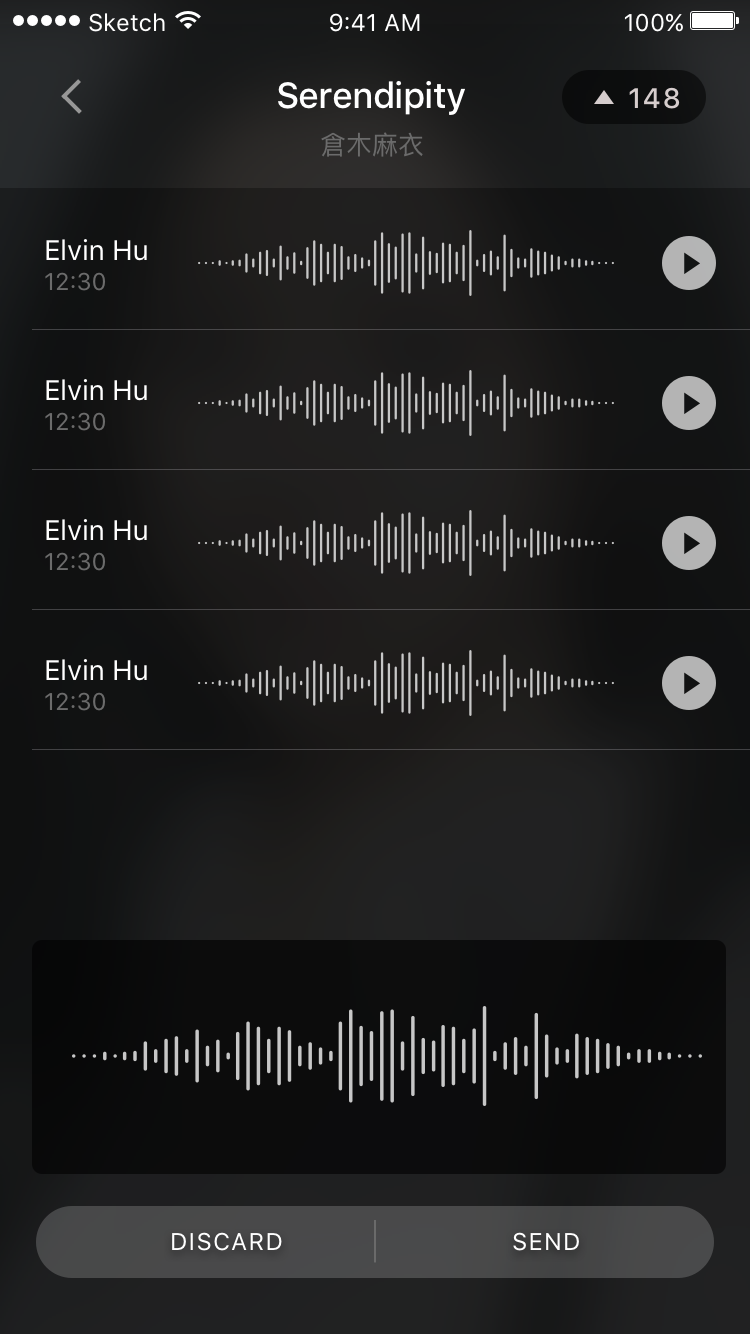 Sketch 9:41 AM 100%
Serendipity
148
倉木麻衣
Elvin Hu
12:30
Elvin Hu
12:30
Elvin Hu
12:30
Elvin Hu
12:30
DISCARD SEND